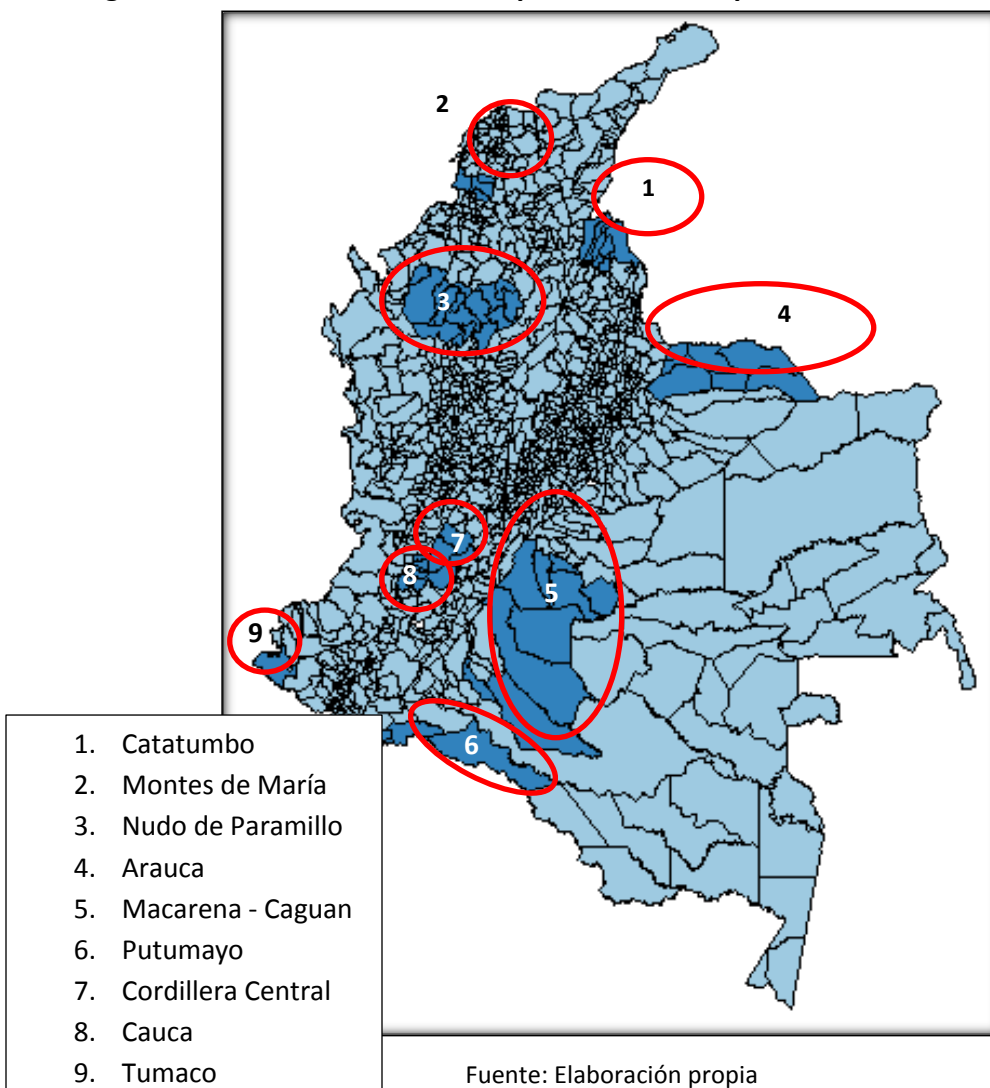 2
1
3
4
7
8
5
9
6
1. Catatumbo
2. Montes de María
3. Nudo de Paramillo
4. Arauca
5. Macarena - Caguan
6. Putumayo
7. Cordillera Central
8. Cauca
9. Tumaco
Fuente: Elaboración propia